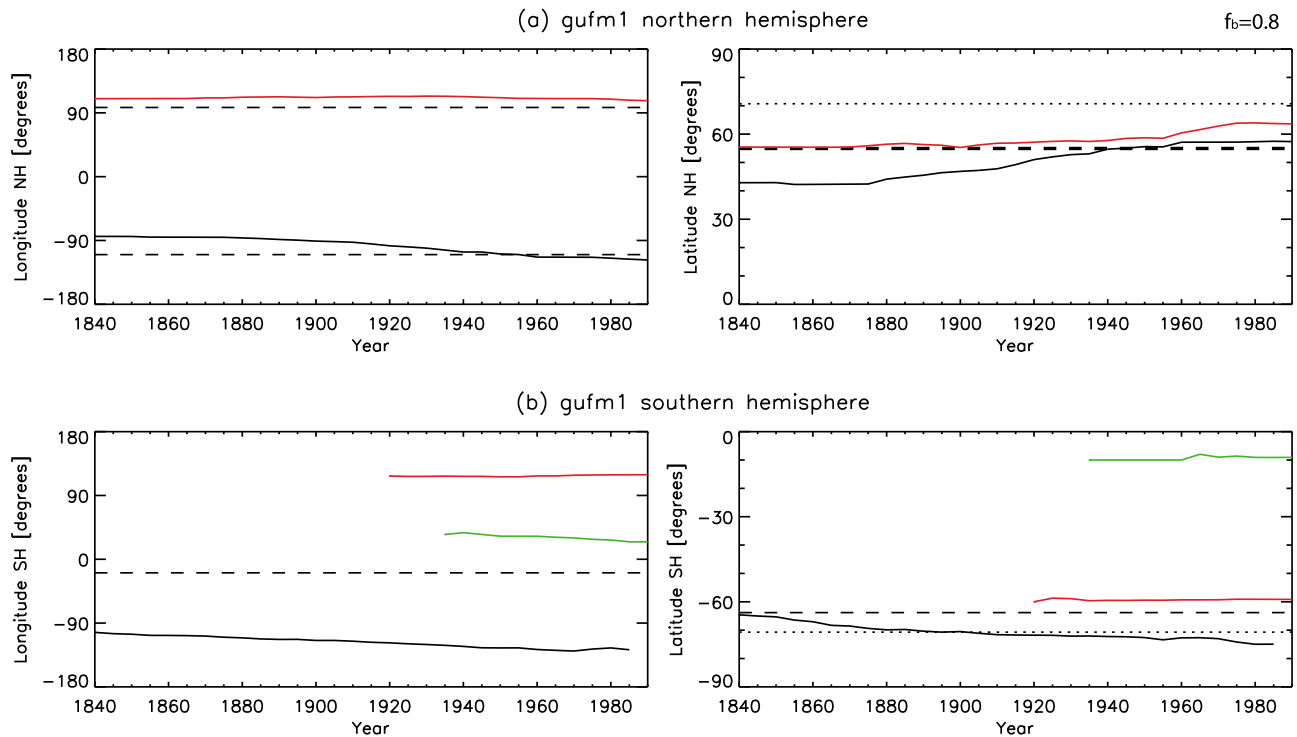 (a) gufm1 northern hemisphere
fb=0.8
Longitude NH [degrees]
180
90
0
−90
−180
1840 1860 1880 1900 1920 1940 1960 1980
Year
Latitude NH [degrees]
90
60
30
0
1840 1860 1880 1900 1920 1940 1960 1980
Year
(b) gufm1 southern hemisphere
Longitude SH [degrees]
180
90
0
−90
−180
1840 1860 1880 1900 1920 1940 1960 1980
Year
Latitude SH [degrees]
0
−30
−60
−90
1840 1860 1880 1900 1920 1940 1960 1980
Year